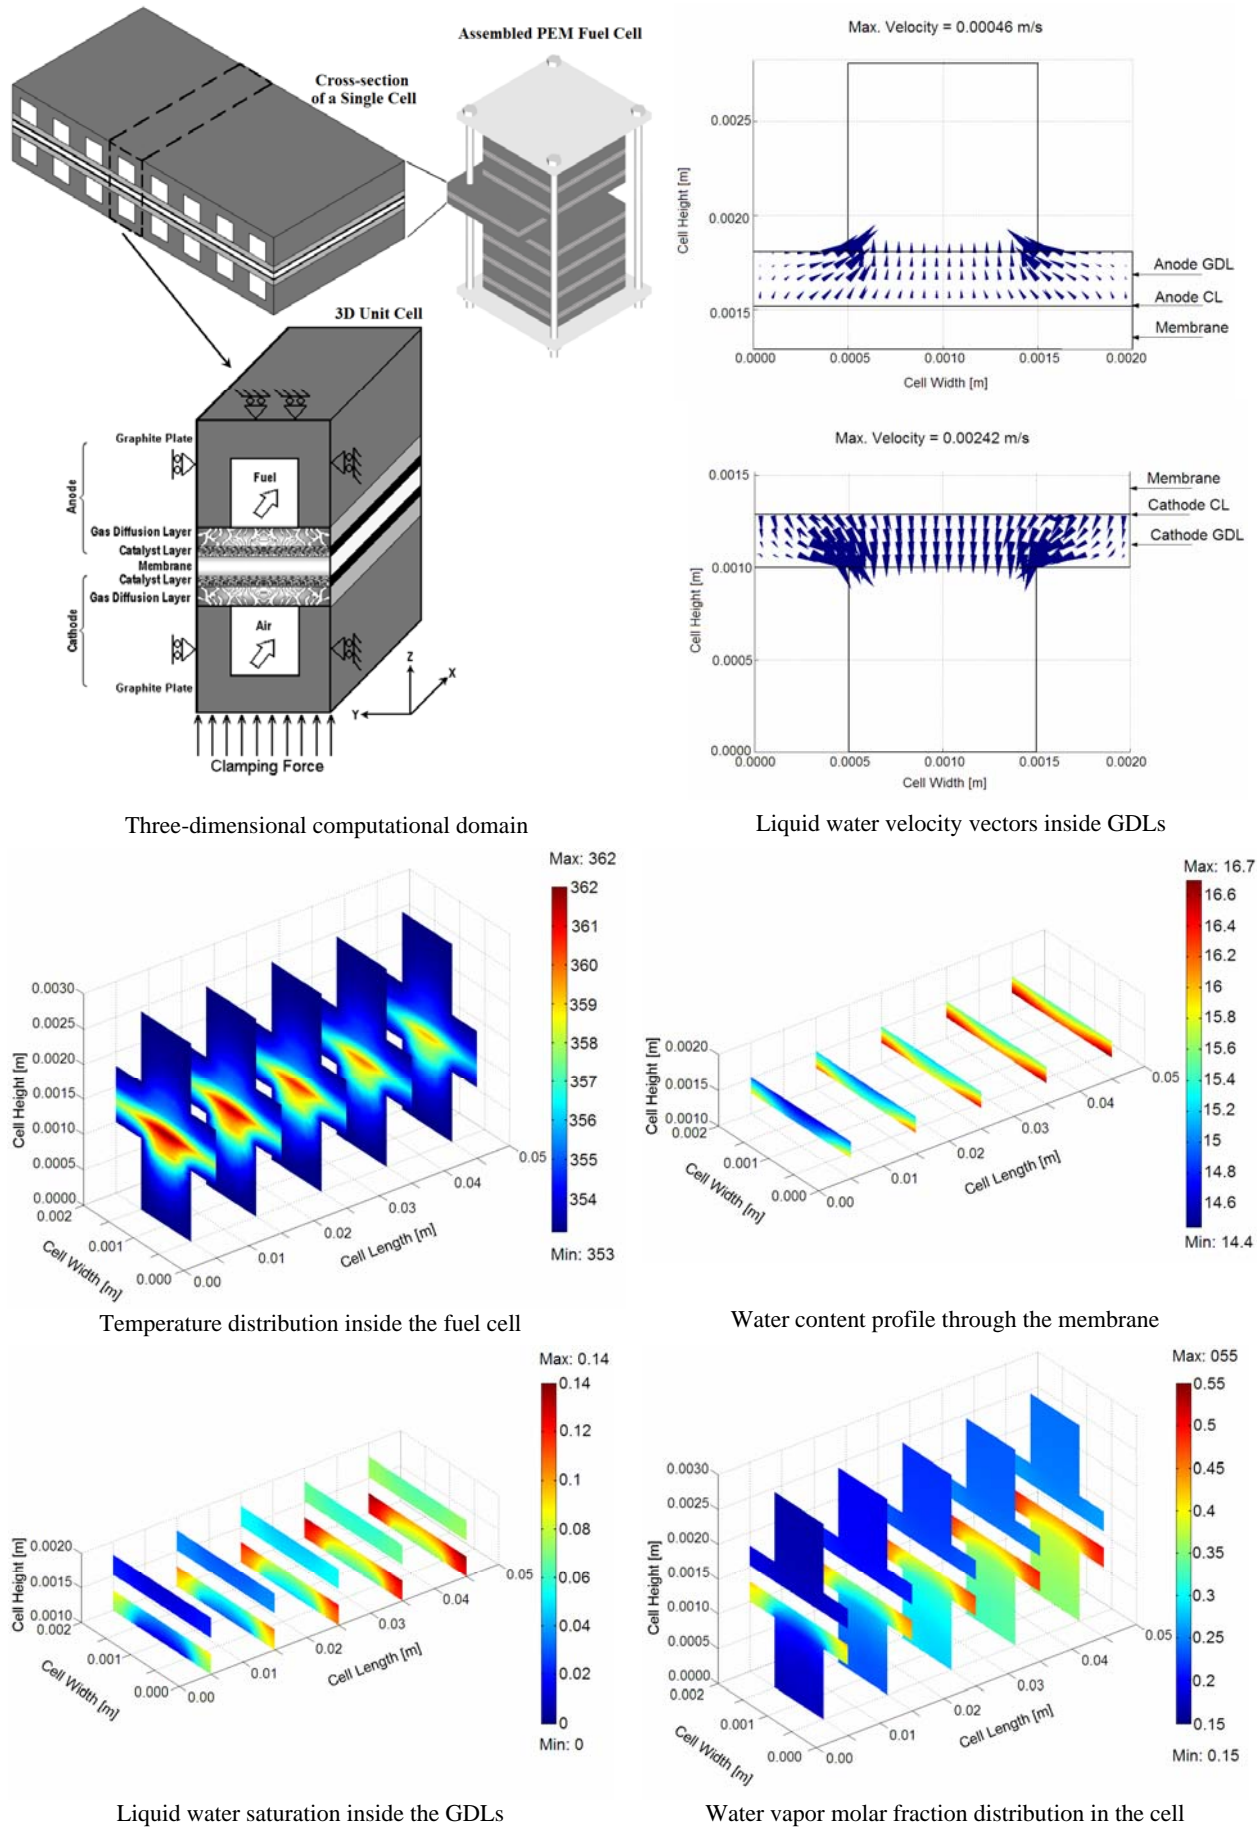 Assembled PEM Fuel Cell
Cross-section
of a Single Cell
3D Unit Cell
Graphite Plate
Anode
Fuel
Gas Diffusion Layer
Catalyst Layer
Membrane
Catalyst Layer
Gas Diffusion Layer
Cathode
Air
Graphite Plate
Z
X
Y
Clamping Force
Three-dimensional computational domain
Max. Velocity = 0.00046 m/s
Cell Height [m]
0.0025
0.0020
0.0015
Anode GDL
Anode CL
Membrane
0.0000 0.0005 0.0010 0.0015 0.0020
Cell Width [m]
Max. Velocity = 0.00242 m/s
Cell Height [m]
0.0015
0.0010
0.0005
0.0000
Membrane
Cathode CL
Cathode GDL
0.0000 0.0005 0.0010 0.0015 0.0020
Cell Width [m]
Liquid water velocity vectors inside GDLs
Max: 362
362
361
360
359
358
357
356
355
354
Min: 353
Cell Height [m]
0.0030
0.0025
0.0020
0.0015
0.0010
0.0005
0.0000
0.002
0.001
0.000
Cell Width [m]
0.00
0.01
0.02
0.03
0.04
0.05
Cell Length [m]
Temperature distribution inside the fuel cell
Max: 16.7
16.6
16.4
16.2
16
15.8
15.6
15.4
15.2
15
14.8
14.6
Min: 14.4
Cell Height [m]
0.0020
0.0015
0.0010
0.002
0.001
0.000
Cell Width [m]
0.00
0.01
0.02
0.03
0.04
0.05
Cell Length [m]
Water content profile through the membrane
Max: 0.14
0.14
0.12
0.1
0.08
0.06
0.04
0.02
0
Min: 0
Cell Height [m]
0.0020
0.0015
0.0010
0.002
0.001
0.000
Cell Width [m]
0.00
0.01
0.02
0.03
0.04
0.05
Cell Length [m]
Liquid water saturation inside the GDLs
Max: 055
0.55
0.5
0.45
0.4
0.35
0.3
0.25
0.2
0.15
Min: 0.15
Cell Height [m]
0.0030
0.0025
0.0020
0.0015
0.0010
0.0005
0.0000
0.002
0.001
0.000
Cell Width [m]
0.00
0.01
0.02
0.03
0.04
0.05
Cell Length [m]
Water vapor molar fraction distribution in the cell